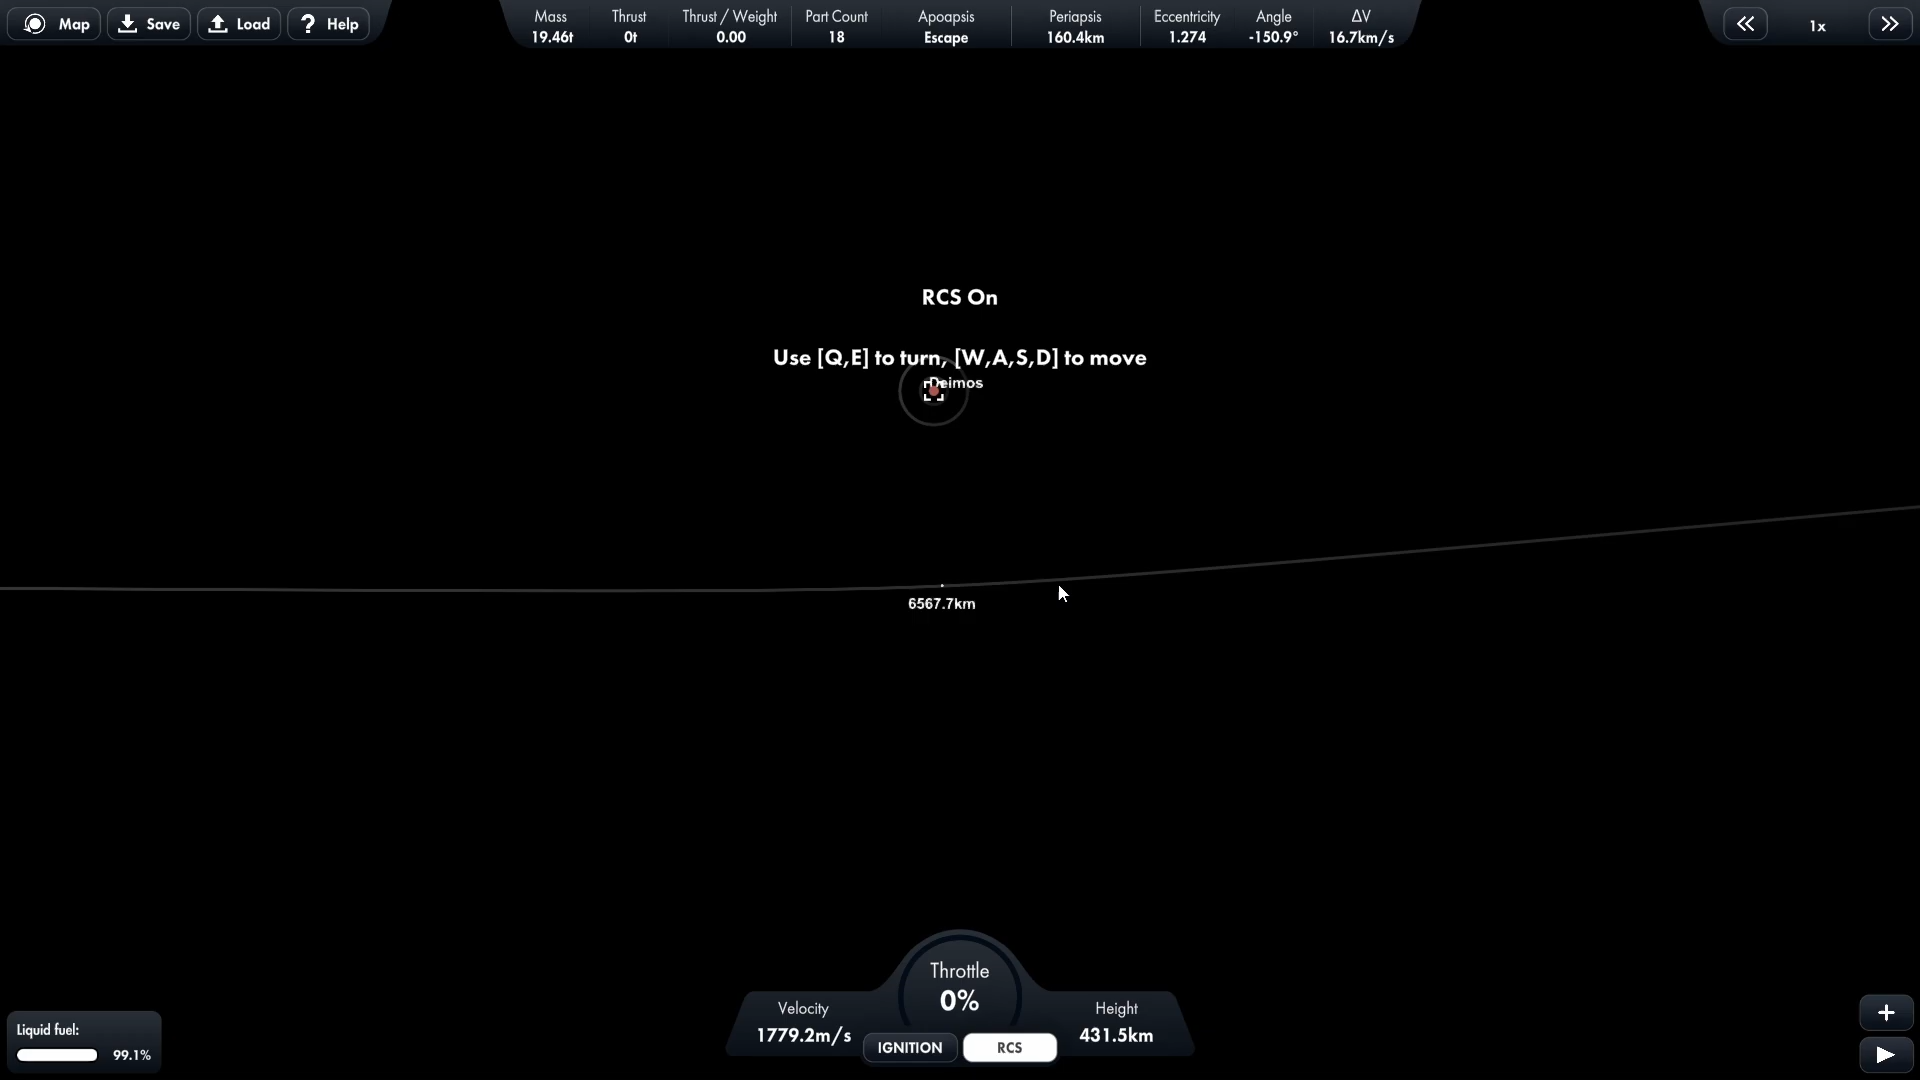 Map
Save
Load
Help
Mass
19.46t
Thrust
0t
Thrust / Weight
0.00
Part Count
18
Apoapsis
Escape
Periapsis
160.4km
Eccentricity
1.274
Angle
-150.9°
ΔV
16.7km/s
1x
RCS On
Use [Q,E] to turn, [W,A,S,D] to move
Deimos
6567.7km
Throttle
0%
Velocity
1779.2m/s
Height
431.5km
IGNITION
RCS
Liquid fuel:
99.1%